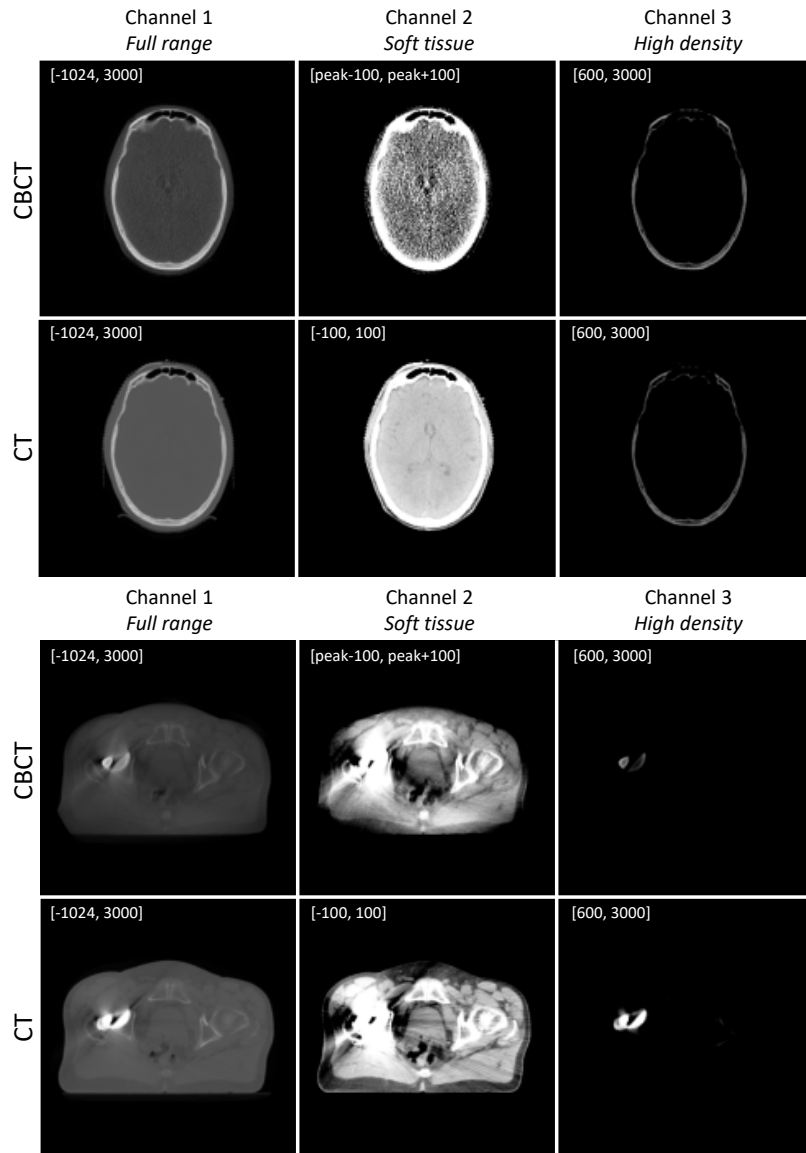 Channel 1 Channel 2 Channel 3
Full range Soft tissue High density
CBCT
[-1024, 3000] [peak-100, peak+100] [600, 3000]
CT
[-1024, 3000] [-100, 100] [600, 3000]
Channel 1 Channel 2 Channel 3
Full range Soft tissue High density
CBCT
[-1024, 3000] [peak-100, peak+100] [600, 3000]
CT
[-1024, 3000] [-100, 100] [600, 3000]